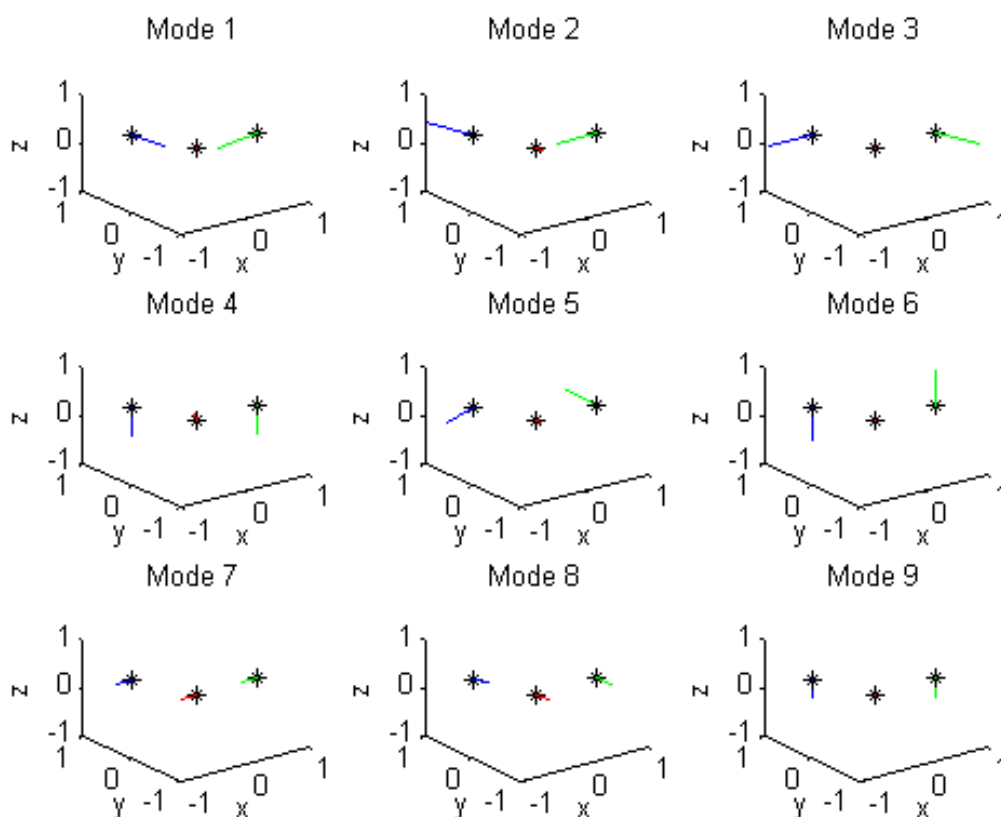 Mode 1 Mode 2 Mode 3
1 1 1
z 0 z 0 z 0
-1 -1 -1
1 1 1 1 1 1
0 0 0 0 0 0
y -1 -1 x y -1 -1 x y -1 -1 x
Mode 4 Mode 5 Mode 6
1 1 1
z 0 z 0 z 0
-1 -1 -1
1 1 1 1 1 1
0 0 0 0 0 0
y -1 -1 x y -1 -1 x y -1 -1 x
Mode 7 Mode 8 Mode 9
1 1 1
z 0 z 0 z 0
-1 -1 -1
1 1 1 1 1 1
0 0 0 0 0 0
y -1 -1 x y -1 -1 x y -1 -1 x